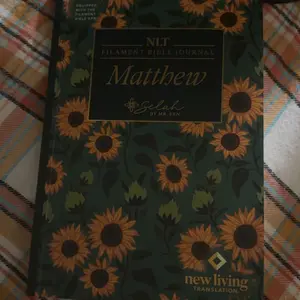 NLT
FILAMENT BIBLE JOURNAL
Matthew
Selah
new living
TRANSLATION